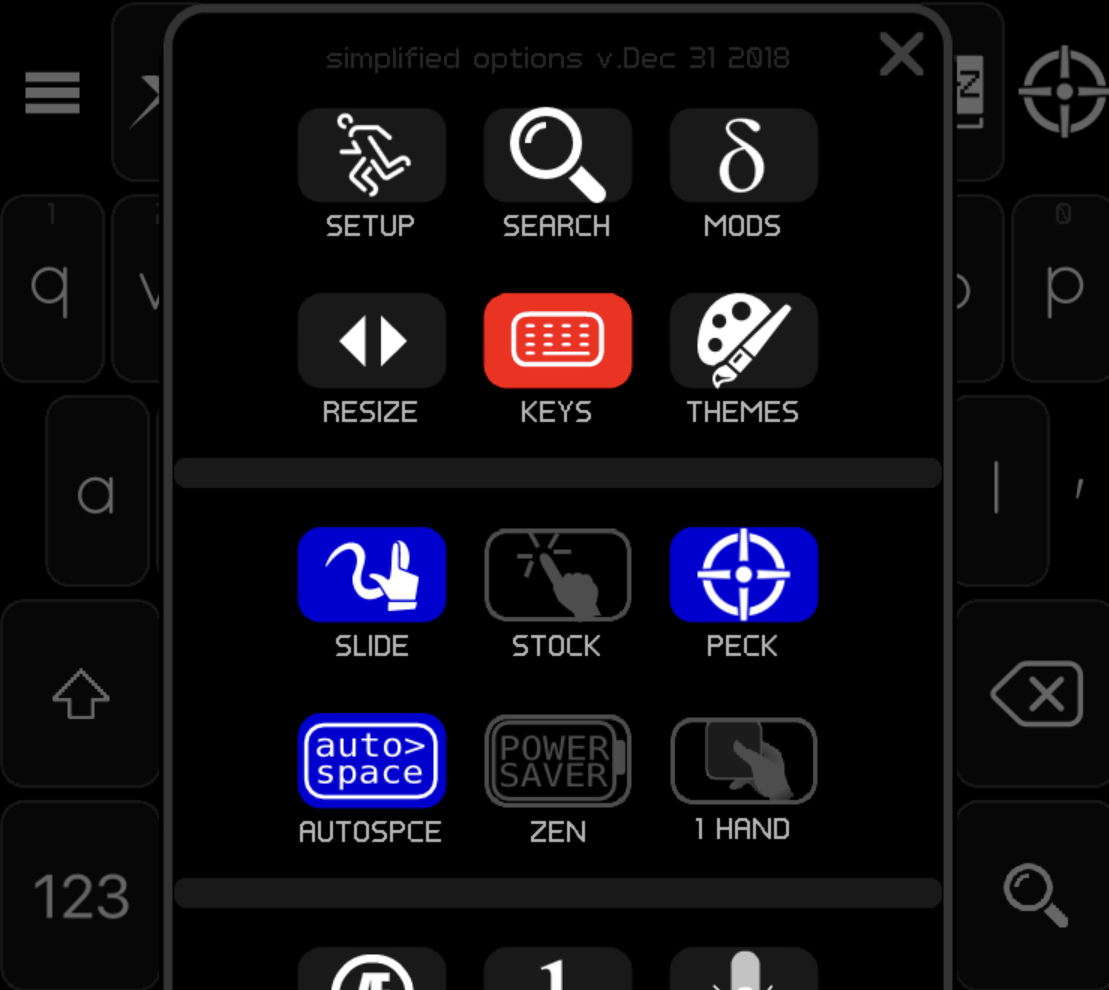 simplified options v.Dec 31 2018
SETUP SEARCH MODS
1 0
q p
RESIZE KEYS THEMES
a l ,
SLIDE STOCK PECK
auto>
space
POWER
SAVER
AUTOSPCE ZEN 1 HAND
123
Æ 1